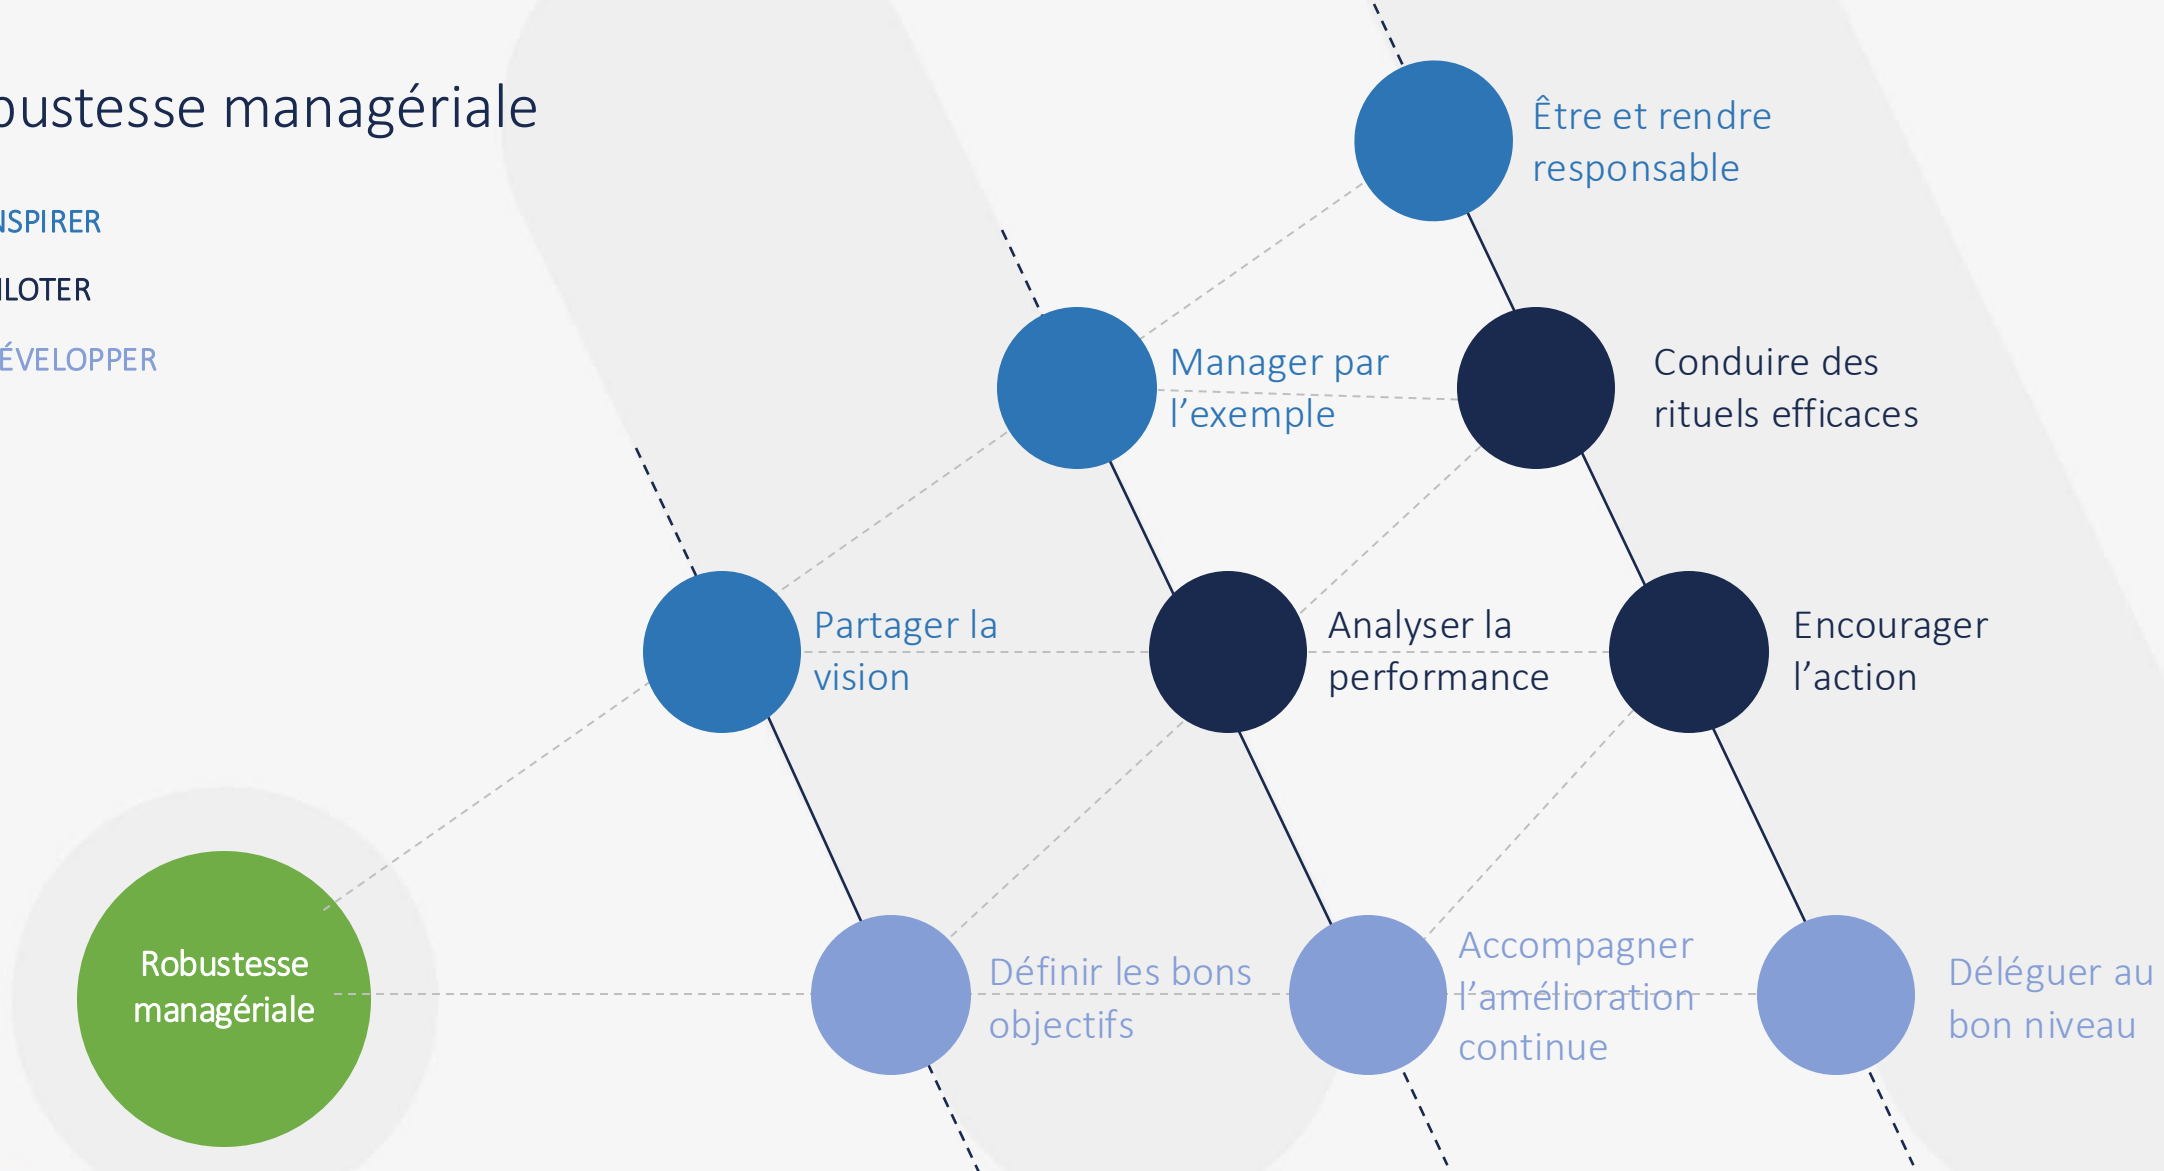 bustesse managériale
NSPIRER
ILOTER
ÉVELOPPER
Être et rendre
responsable
Manager par
l’exemple
Conduire des
rituels efficaces
Partager la
vision
Analyser la
performance
Encourager
l’action
Robustesse
managériale
Définir les bons
objectifs
Accompagner
l’amélioration
continue
Déléguer au
bon niveau